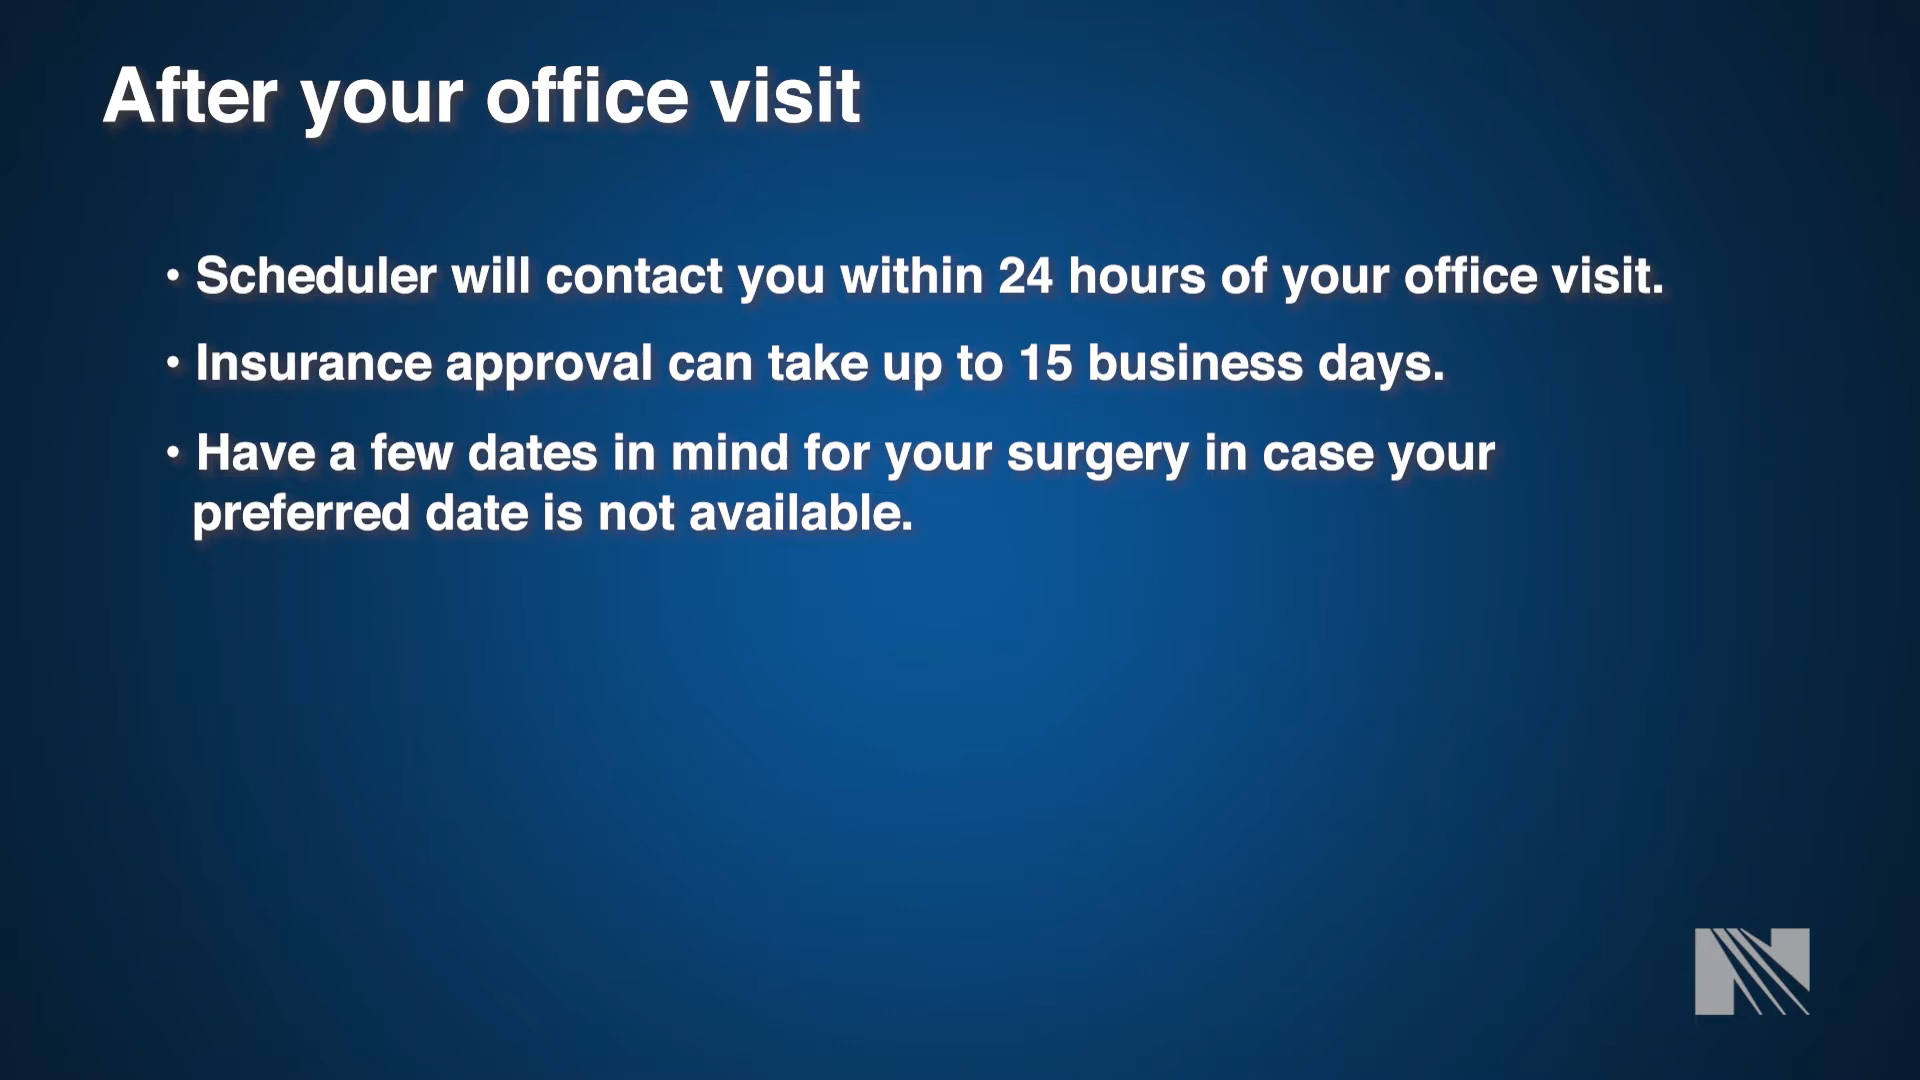 After your office visit
• Scheduler will contact you within 24 hours of your office visit.
• Insurance approval can take up to 15 business days.
• Have a few dates in mind for your surgery in case your
preferred date is not available.
N